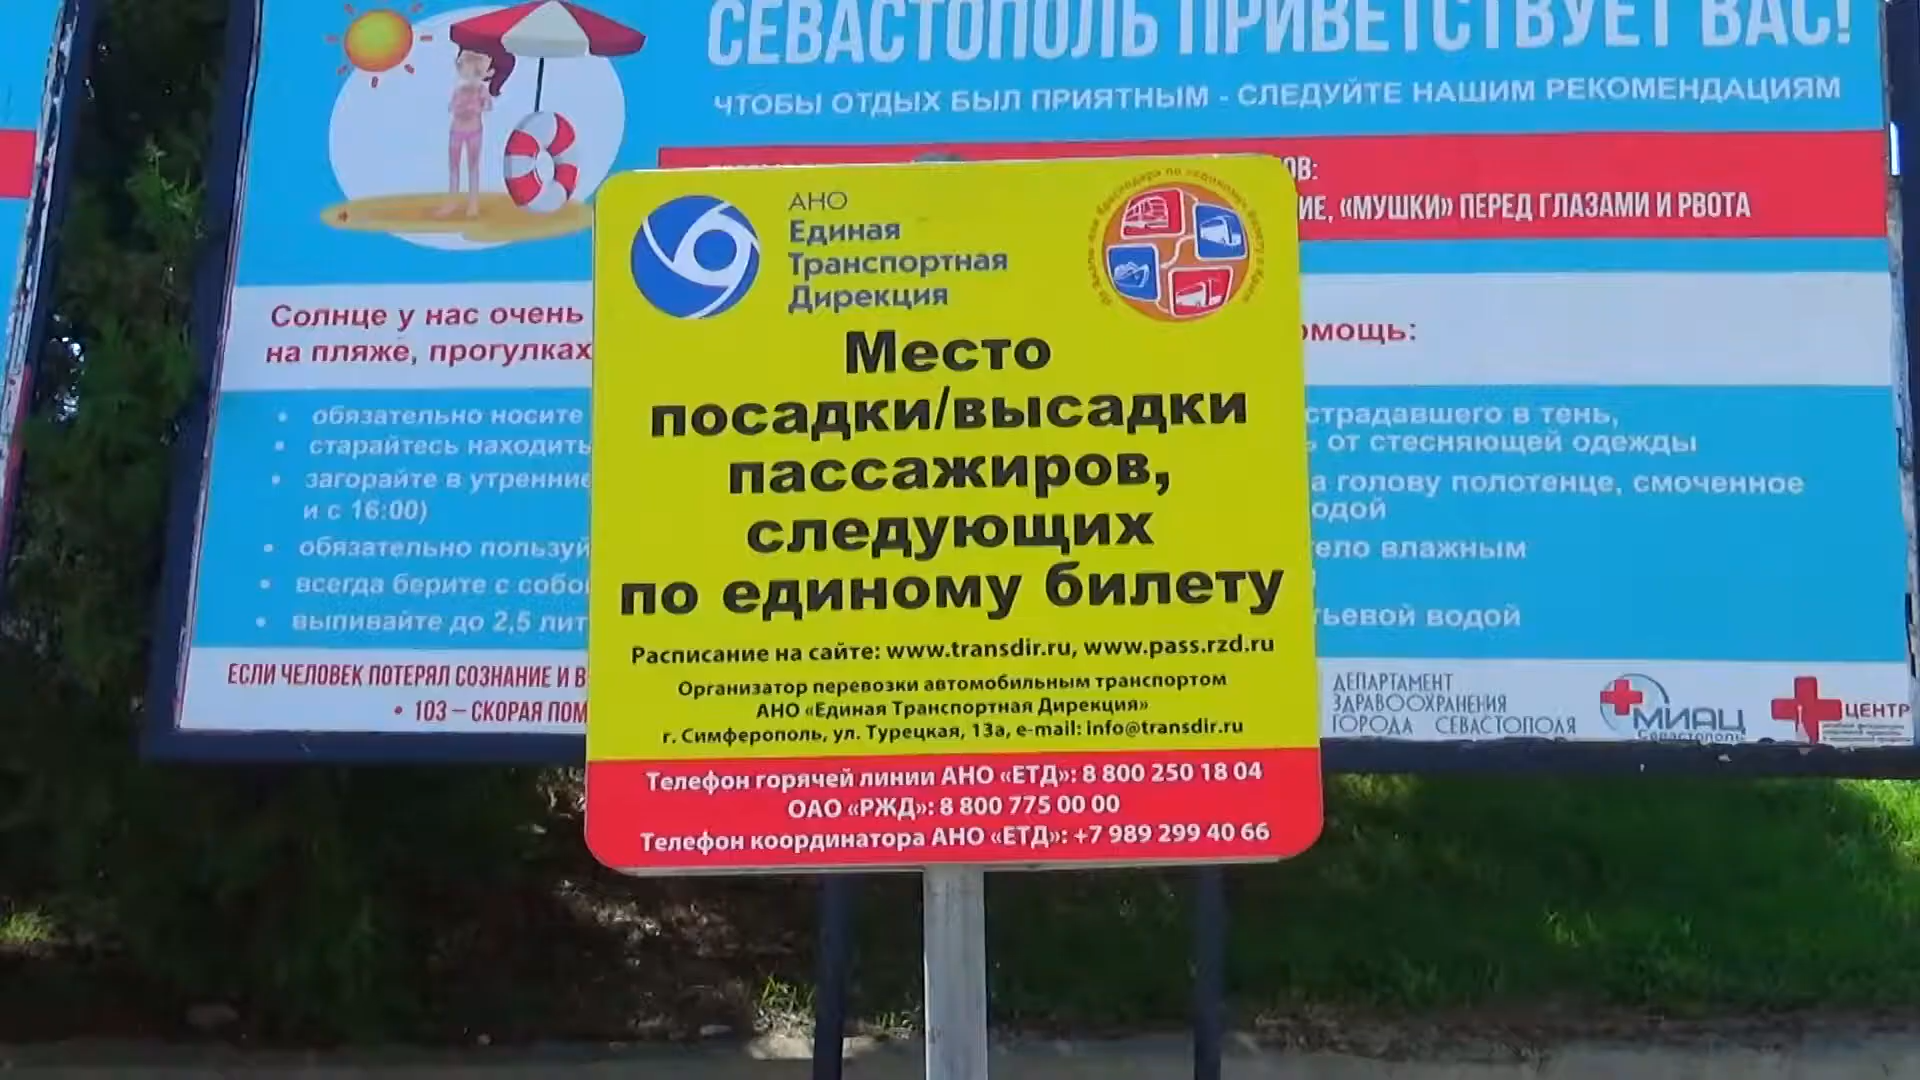 СЕВАСТОПОЛЬ ПРИВЕТСТВУЕТ ВАС!
ЧТОБЫ ОТДЫХ БЫЛ ПРИЯТНЫМ - СЛЕДУЙТЕ НАШИМ РЕКОМЕНДАЦИЯМ
ОВ:
ИЕ, «МУШКИ» ПЕРЕД ГЛАЗАМИ И РВОТА
Солнце у нас очень
на пляже, прогулках
обязательно носите
• старайтесь находить
• загорайте в утренние
и с 16:00)
• обязательно пользуй
• всегда берите с собо
• выпивайте до 2,5 лит
ЕСЛИ ЧЕЛОВЕК ПОТЕРЯЛ СОЗНАНИЕ И В
• 103 – СКОРАЯ ПОМ
АНО
Единая
Транспортная
Дирекция
Место
посадки/высадки
пассажиров,
следующих
по единому билету
Расписание на сайте: www.transdir.ru, www.pass.rzd.ru
Организатор перевозки автомобильным транспортом
АНО «Единая Транспортная Дирекция»
г. Симферополь, ул. Турецкая, 13а, e-mail: info@transdir.ru
Телефон горячей линии АНО «ЕТД»: 8 800 250 18 04
ОАО «РЖД»: 8 800 775 00 00
Телефон координатора АНО «ЕТД»: +7 989 299 40 66
омощь:
страдавшего в тень,
от стесняющей одежды
а голову полотенце, смоченное
одой
тело влажным
тьевой водой
ДЕПАРТАМЕНТ
ЗДРАВООХРАНЕНИЯ
ГОРОДА СЕВАСТОПОЛЯ
МИАЦ
Севастополь
ЦЕНТР